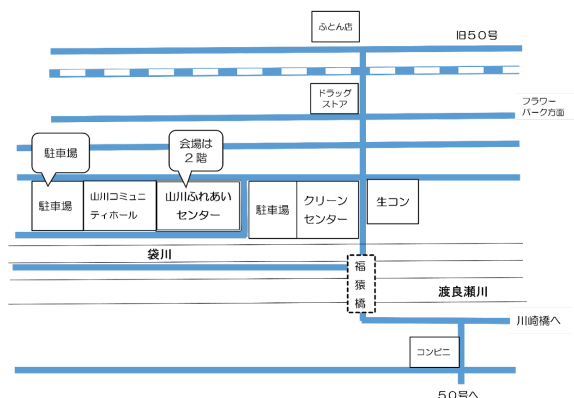 ふとん店
旧50号
ドラッグ
ストア
フラワー
パーク方面
駐車場
会場は
2階
駐車場
山川コミュニ
ティホール
山川ふれあい
センター
駐車場
クリーン
センター
生コン
袋川
福
猿
橋
渡良瀬川
川崎橋へ
コンビニ
50号へ